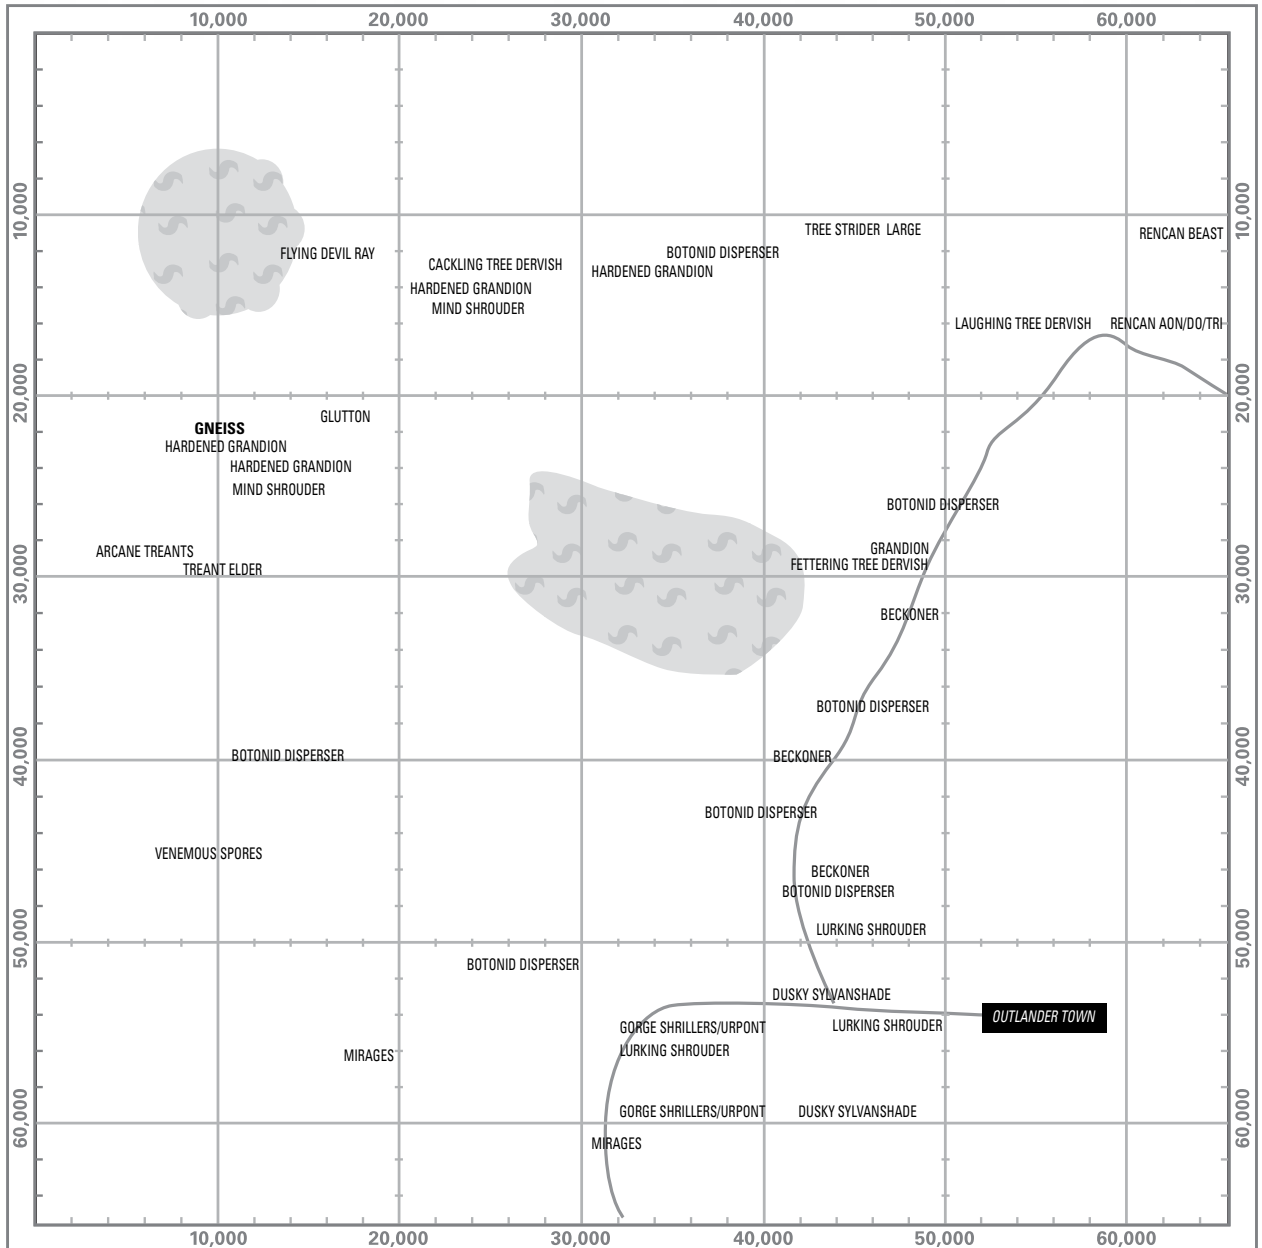 10,000 20,000 30,000 40,000 50,000 60,000
10,000 10,000
TREE STRIDER LARGE
RENCAN BEAST
FLYING DEVIL RAY
BOTONID DISPERSER
CACKLING TREE DERVISH
HARDENED GRANDION
HARDENED GRANDION
MIND SHROUDER
LAUGHING TREE DERVISH
RENCAN AON/DO/TRI
20,000 20,000
GLUTTON
GNEISS
HARDENED GRANDION
HARDENED GRANDION
MIND SHROUDER
BOTONID DISPERSER
GRANDION
ARCANE TREANTS
FETTERING TREE DERVISH
TREANT ELDER
30,000 30,000
BECKONER
BOTONID DISPERSER
BOTONID DISPERSER
BECKONER
40,000 40,000
BOTONID DISPERSER
VENEMOUS SPORES
BECKONER
BOTONID DISPERSER
LURKING SHROUDER
50,000 50,000
BOTONID DISPERSER
DUSKY SYLVANSHADE
OUTLANDER TOWN
GORGE SHRILLERS/URPONT
LURKING SHROUDER
LURKING SHROUDER
MIRAGES
GORGE SHRILLERS/URPONT
DUSKY SYLVANSHADE
60,000 60,000
MIRAGES
10,000 20,000 30,000 40,000 50,000 60,000